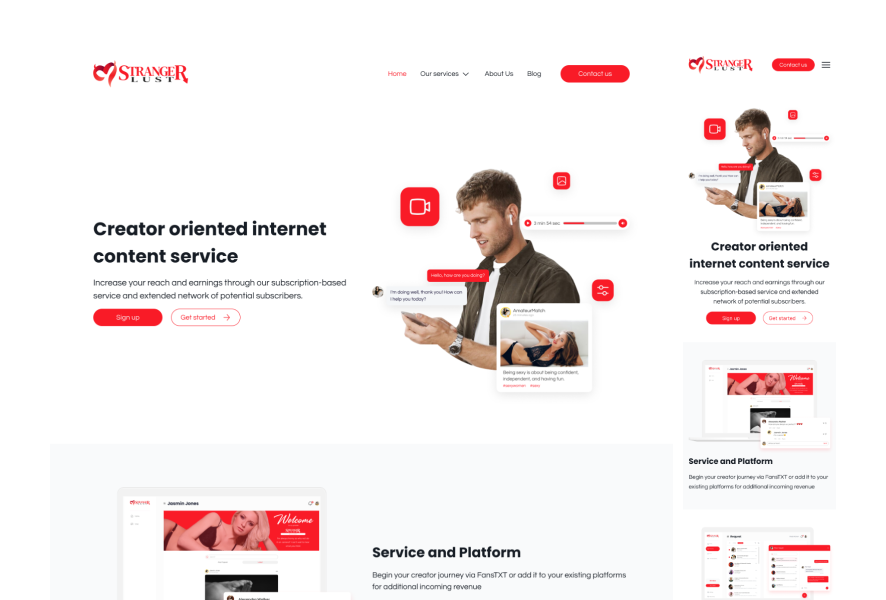 STRANGER
LUST
Home
Our services
About Us
Blog
Contact us
Creator oriented internet
content service
Increase your reach and earnings through our subscription-based
service and extended network of potential subscribers.
Sign up
Get started
3 min 54 sec
Hello, how are you doing?
I'm doing well, thank you! How can
I help you today?
AmateurMariah
Being sexy is about being confident,
independent, and having fun.
Jasmin Jones
Welcome
Service and Platform
Begin your creator journey via FansTXT or add it to your existing platforms
for additional incoming revenue
STRANGER
LUST
Contact us
Creator oriented
internet content service
Increase your reach and earnings through our
subscription-based service and extended
network of potential subscribers.
Sign up
Get started
Welcome
Service and Platform
Begin your creator journey via FansTXT or add it to your
existing platforms for additional incoming revenue